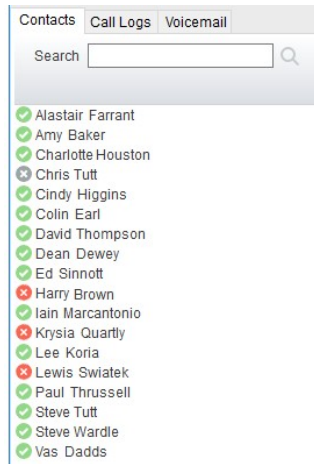 Contacts Call Logs Voicemail
Search
Alastair Farrant
Amy Baker
Charlotte Houston
Chris Tutt
Cindy Higgins
Colin Earl
David Thompson
Dean Dewey
Ed Sinnott
Harry Brown
Iain Marcantonio
Krysia Quartly
Lee Koria
Lewis Swiatek
Paul Thrussell
Steve Tutt
Steve Wardle
Vas Dadds